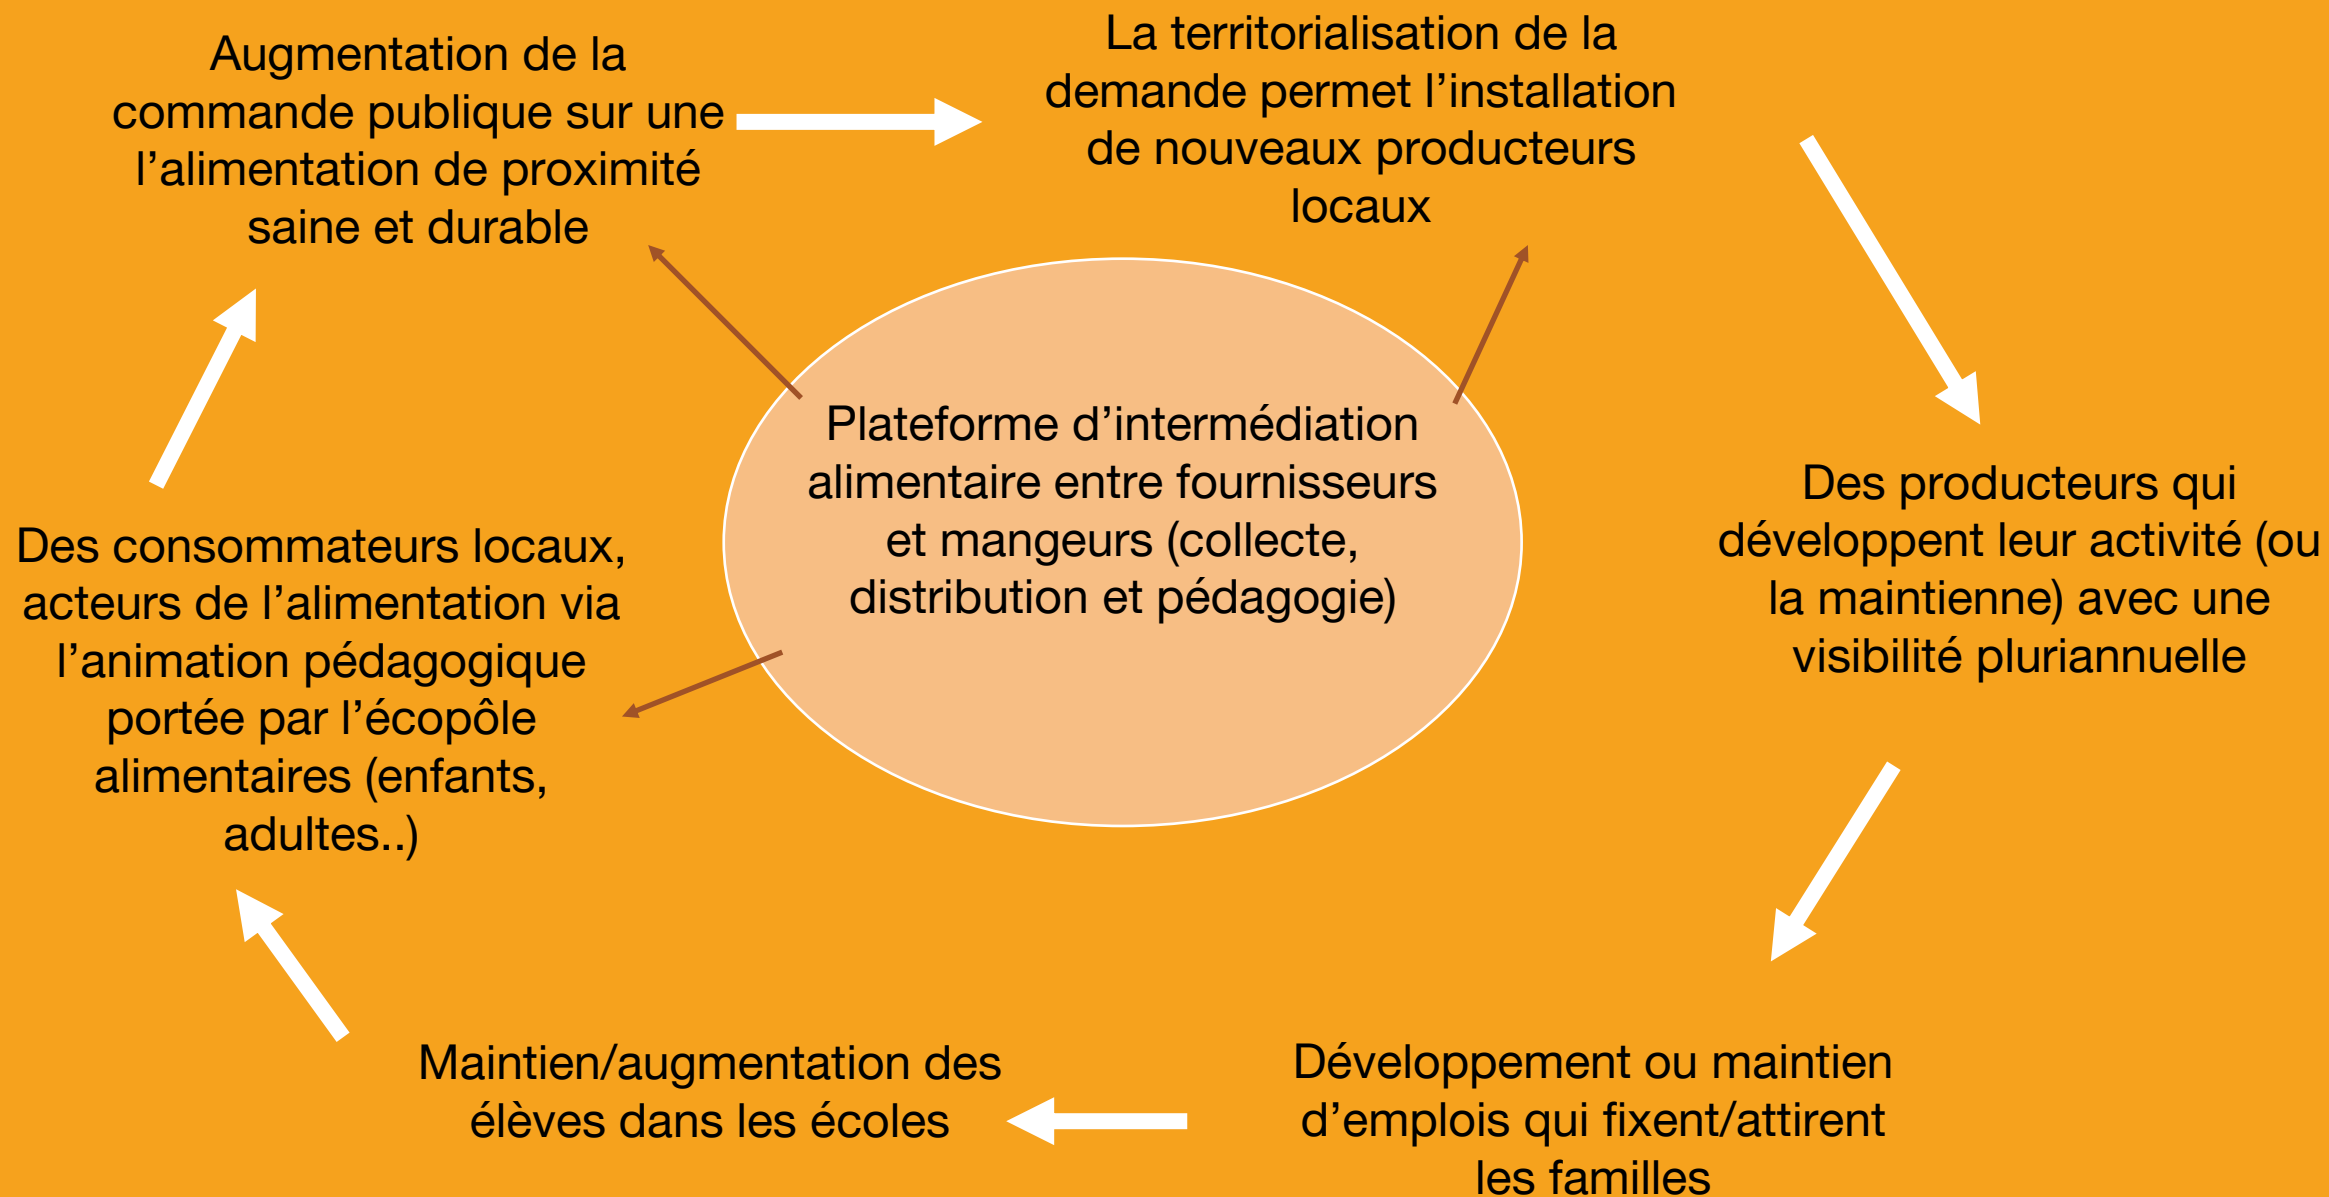 Augmentation de la
commande publique sur une
l’alimentation de proximité
saine et durable
La territorialisation de la
demande permet l’installation
de nouveaux producteurs
locaux
Plateforme d’intermédiation
alimentaire entre fournisseurs
et mangeurs (collecte,
distribution et pédagogie)
Des producteurs qui
développent leur activité (ou
la maintienne) avec une
visibilité pluriannuelle
Des consommateurs locaux,
acteurs de l’alimentation via
l’animation pédagogique
portée par l’écopôle
alimentaires (enfants,
adultes..)
Maintien/augmentation des
élèves dans les écoles
Développement ou maintien
d’emplois qui fixent/attirent
les familles